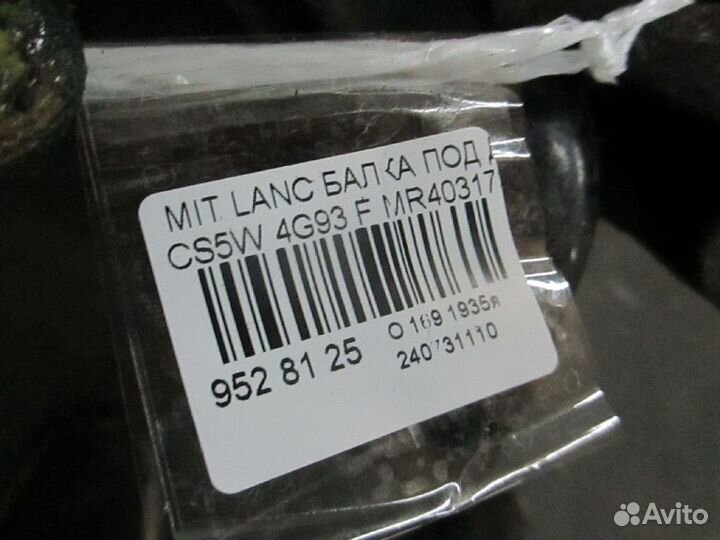 MIT. LANC БАЛКА ПОД
CS5W 4G93 F MR40317
952 81 25
О 169 1935я
240731110
Avito